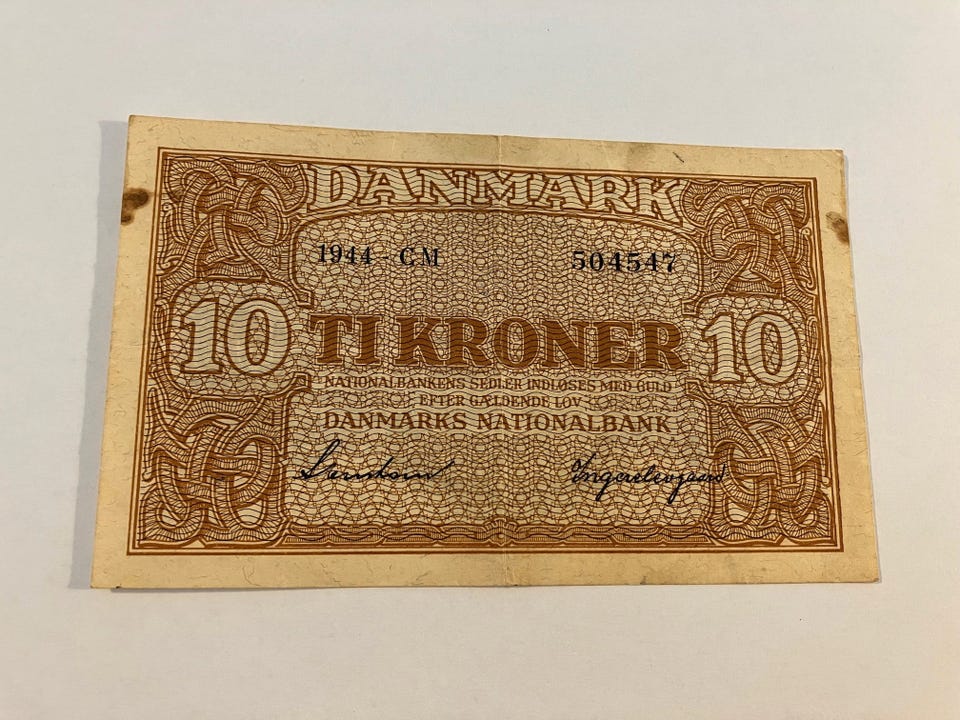 DANMARK
1944 - CM 504547
10 TI KRONER 10
NATIONALBANKENS SEDLER INDLØSES MED GULD
EFTER GÆLDENDE LOV
DANMARKS NATIONALBANK